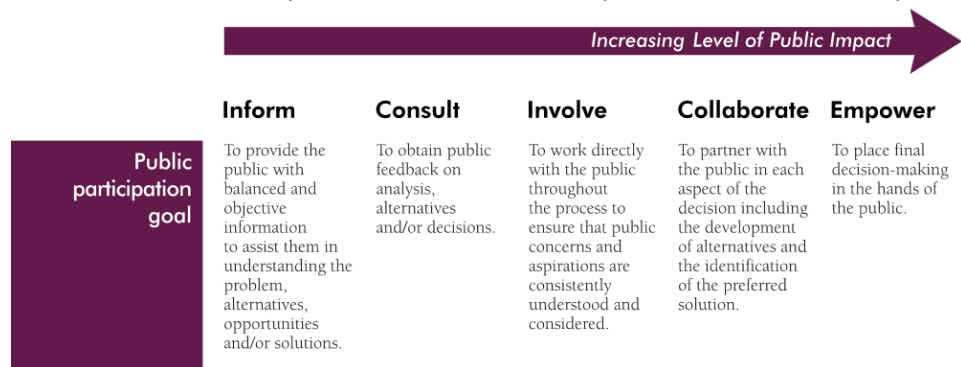 Increasing Level of Public Impact
Inform
Consult
Involve
Collaborate
Empower
Public
participation
goal
To provide the
public with
balanced and
objective
information
to assist them in
understanding the
problem,
alternatives,
opportunities
and/or solutions.
To obtain public
feedback on
analysis,
alternatives
and/or decisions.
To work directly
with the public
throughout
the process to
ensure that public
concerns and
aspirations are
consistently
understood and
considered.
To partner with
the public in each
aspect of the
decision including
the development
of alternatives and
the identification
of the preferred
solution.
To place final
decision-making
in the hands of
the public.